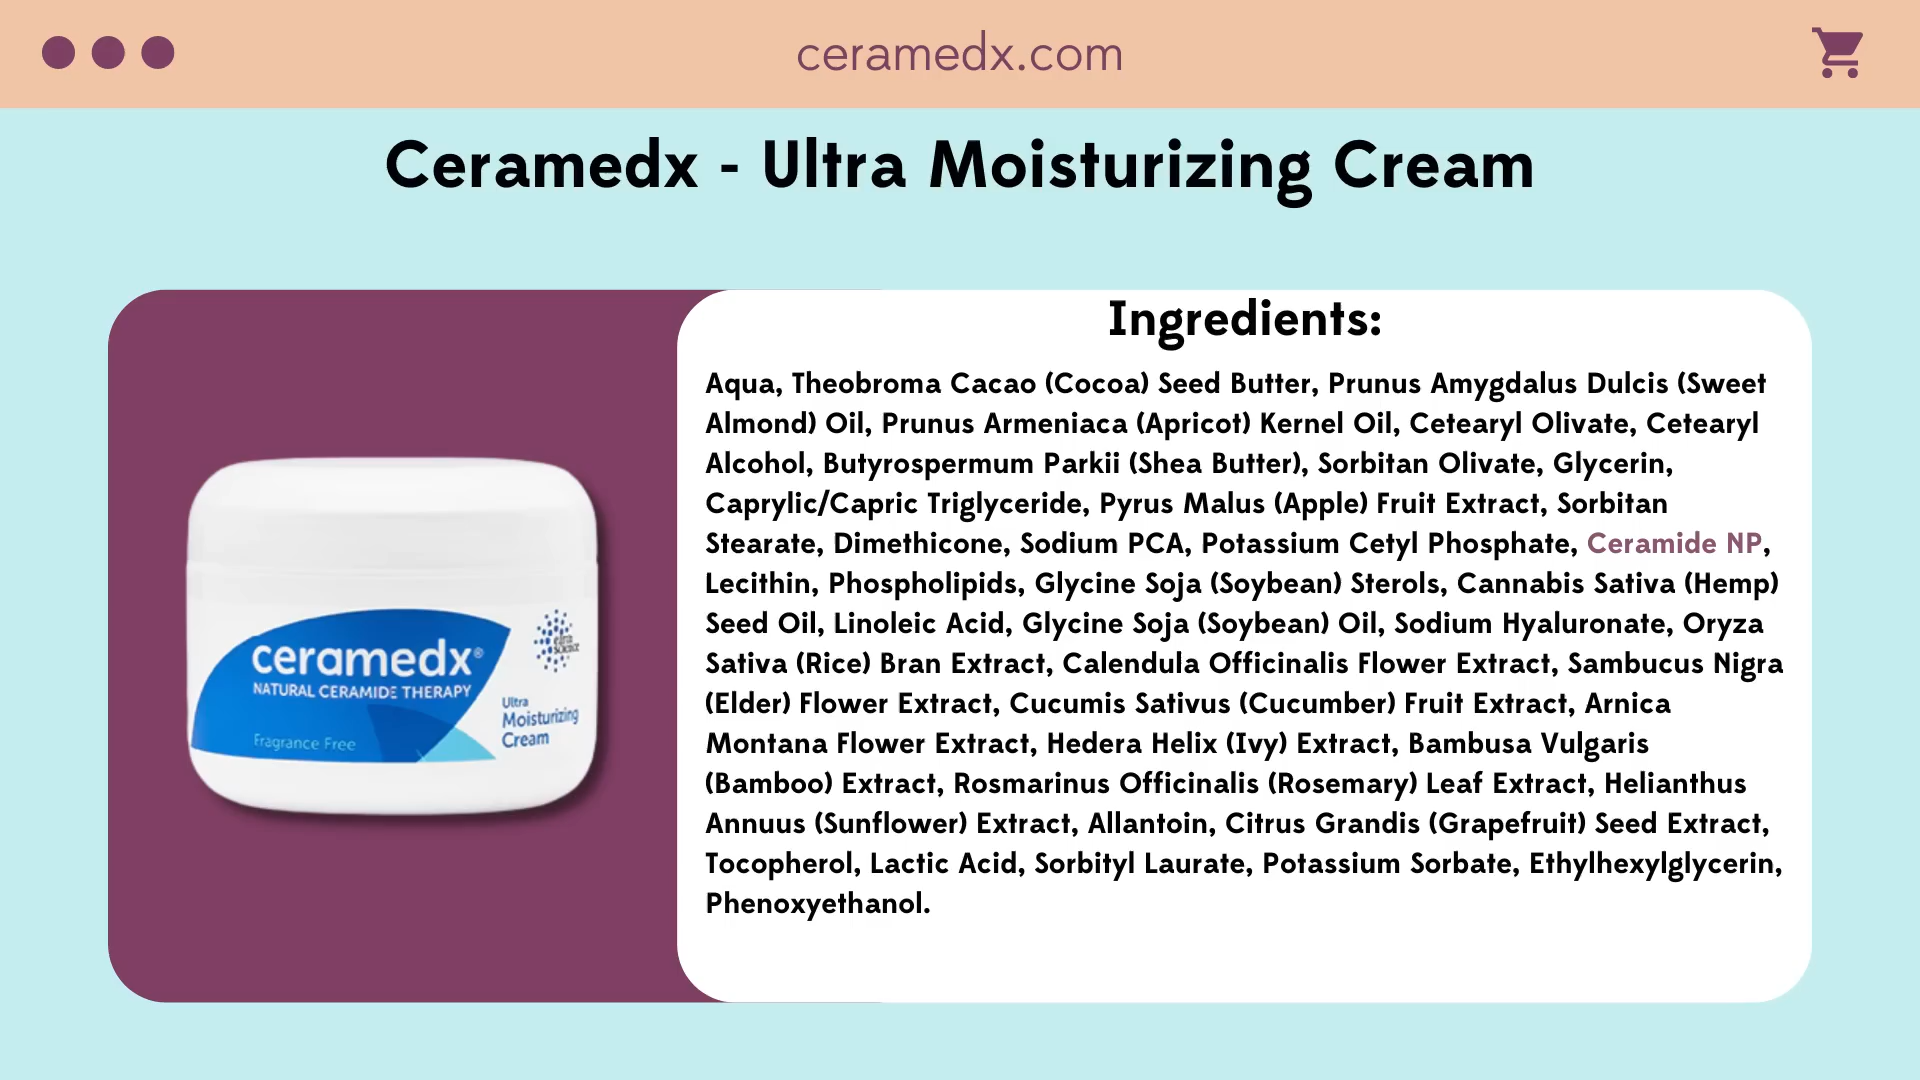 ceramedx.com
Ceramedx - Ultra Moisturizing Cream
ceramedx®
NATURAL CERAMIDE THERAPY
Ultra
Moisturizing
Cream
Fragrance Free
Ingredients:
Aqua, Theobroma Cacao (Cocoa) Seed Butter, Prunus Amygdalus Dulcis (Sweet
Almond) Oil, Prunus Armeniaca (Apricot) Kernel Oil, Cetearyl Olivate, Cetearyl
Alcohol, Butyrospermum Parkii (Shea Butter), Sorbitan Olivate, Glycerin,
Caprylic/Capric Triglyceride, Pyrus Malus (Apple) Fruit Extract, Sorbitan
Stearate, Dimethicone, Sodium PCA, Potassium Cetyl Phosphate, Ceramide NP,
Lecithin, Phospholipids, Glycine Soja (Soybean) Sterols, Cannabis Sativa (Hemp)
Seed Oil, Linoleic Acid, Glycine Soja (Soybean) Oil, Sodium Hyaluronate, Oryza
Sativa (Rice) Bran Extract, Calendula Officinalis Flower Extract, Sambucus Nigra
(Elder) Flower Extract, Cucumis Sativus (Cucumber) Fruit Extract, Arnica
Montana Flower Extract, Hedera Helix (Ivy) Extract, Bambusa Vulgaris
(Bamboo) Extract, Rosmarinus Officinalis (Rosemary) Leaf Extract, Helianthus
Annuus (Sunflower) Extract, Allantoin, Citrus Grandis (Grapefruit) Seed Extract,
Tocopherol, Lactic Acid, Sorbityl Laurate, Potassium Sorbate, Ethylhexylglycerin,
Phenoxyethanol.